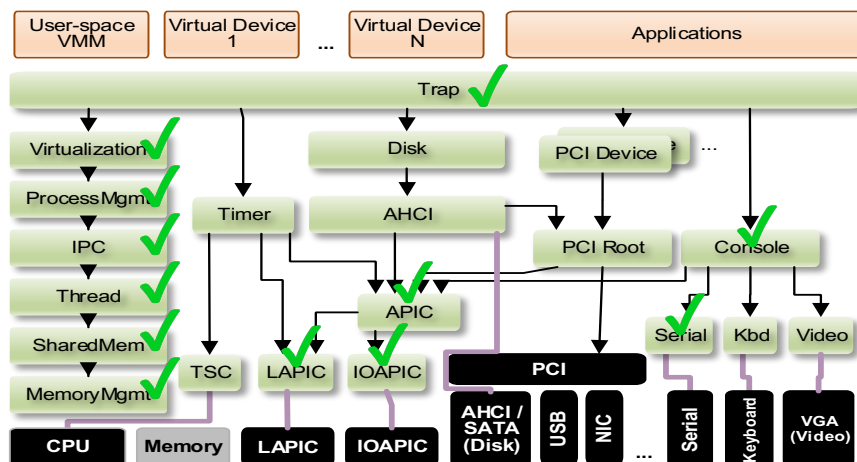 User-space
VMM
Virtual Device
1
...
Virtual Device
N
Applications
Trap
Virtualization
Disk
PCI Device
...
ProcessMgmt
Timer
AHCI
IPC
PCI Root
Console
Thread
APIC
SharedMem
Serial
Kbd
Video
MemoryMgmt
TSC
LAPIC
IOAPIC
PCI
CPU
Memory
LAPIC
IOAPIC
AHCI /
SATA
(Disk)
USB
NIC
...
Serial
Keyboard
VGA
(Video)